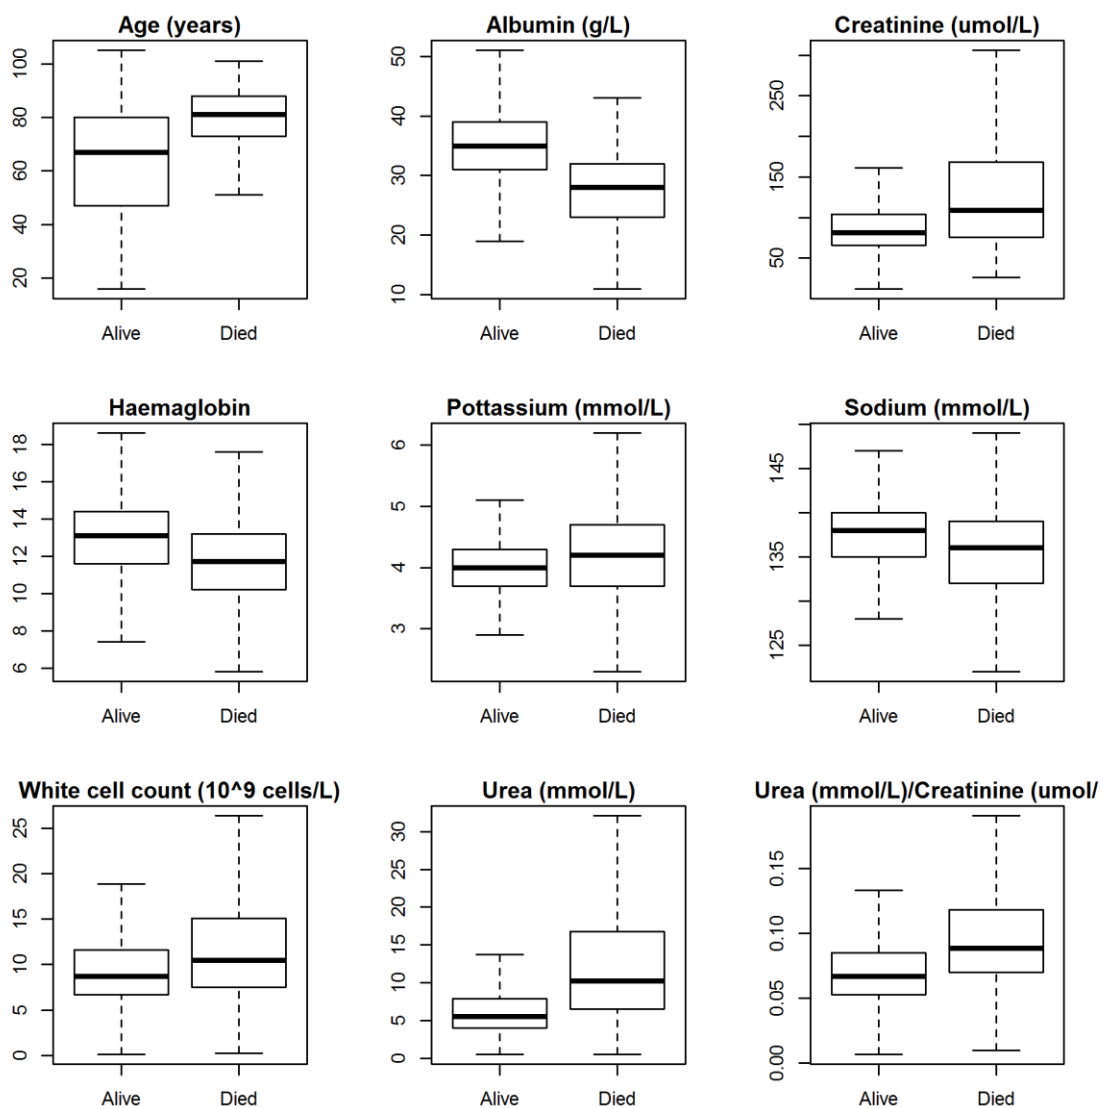 Age (years)
100
80
60
40
20
Alive Died
Albumin (g/L)
50
40
30
20
10
Alive Died
Creatinine (umol/L)
250
150
50
Alive Died
Haemaglobin
18
16
14
12
10
8
6
Alive Died
Pottassium (mmol/L)
6
5
4
3
Alive Died
Sodium (mmol/L)
145
135
125
Alive Died
White cell count (10^9 cells/L)
25
20
15
10
5
0
Alive Died
Urea (mmol/L)
30
25
20
15
10
5
0
Alive Died
Urea (mmol/L)/Creatinine (umol/
0.15
0.10
0.05
0.00
Alive Died